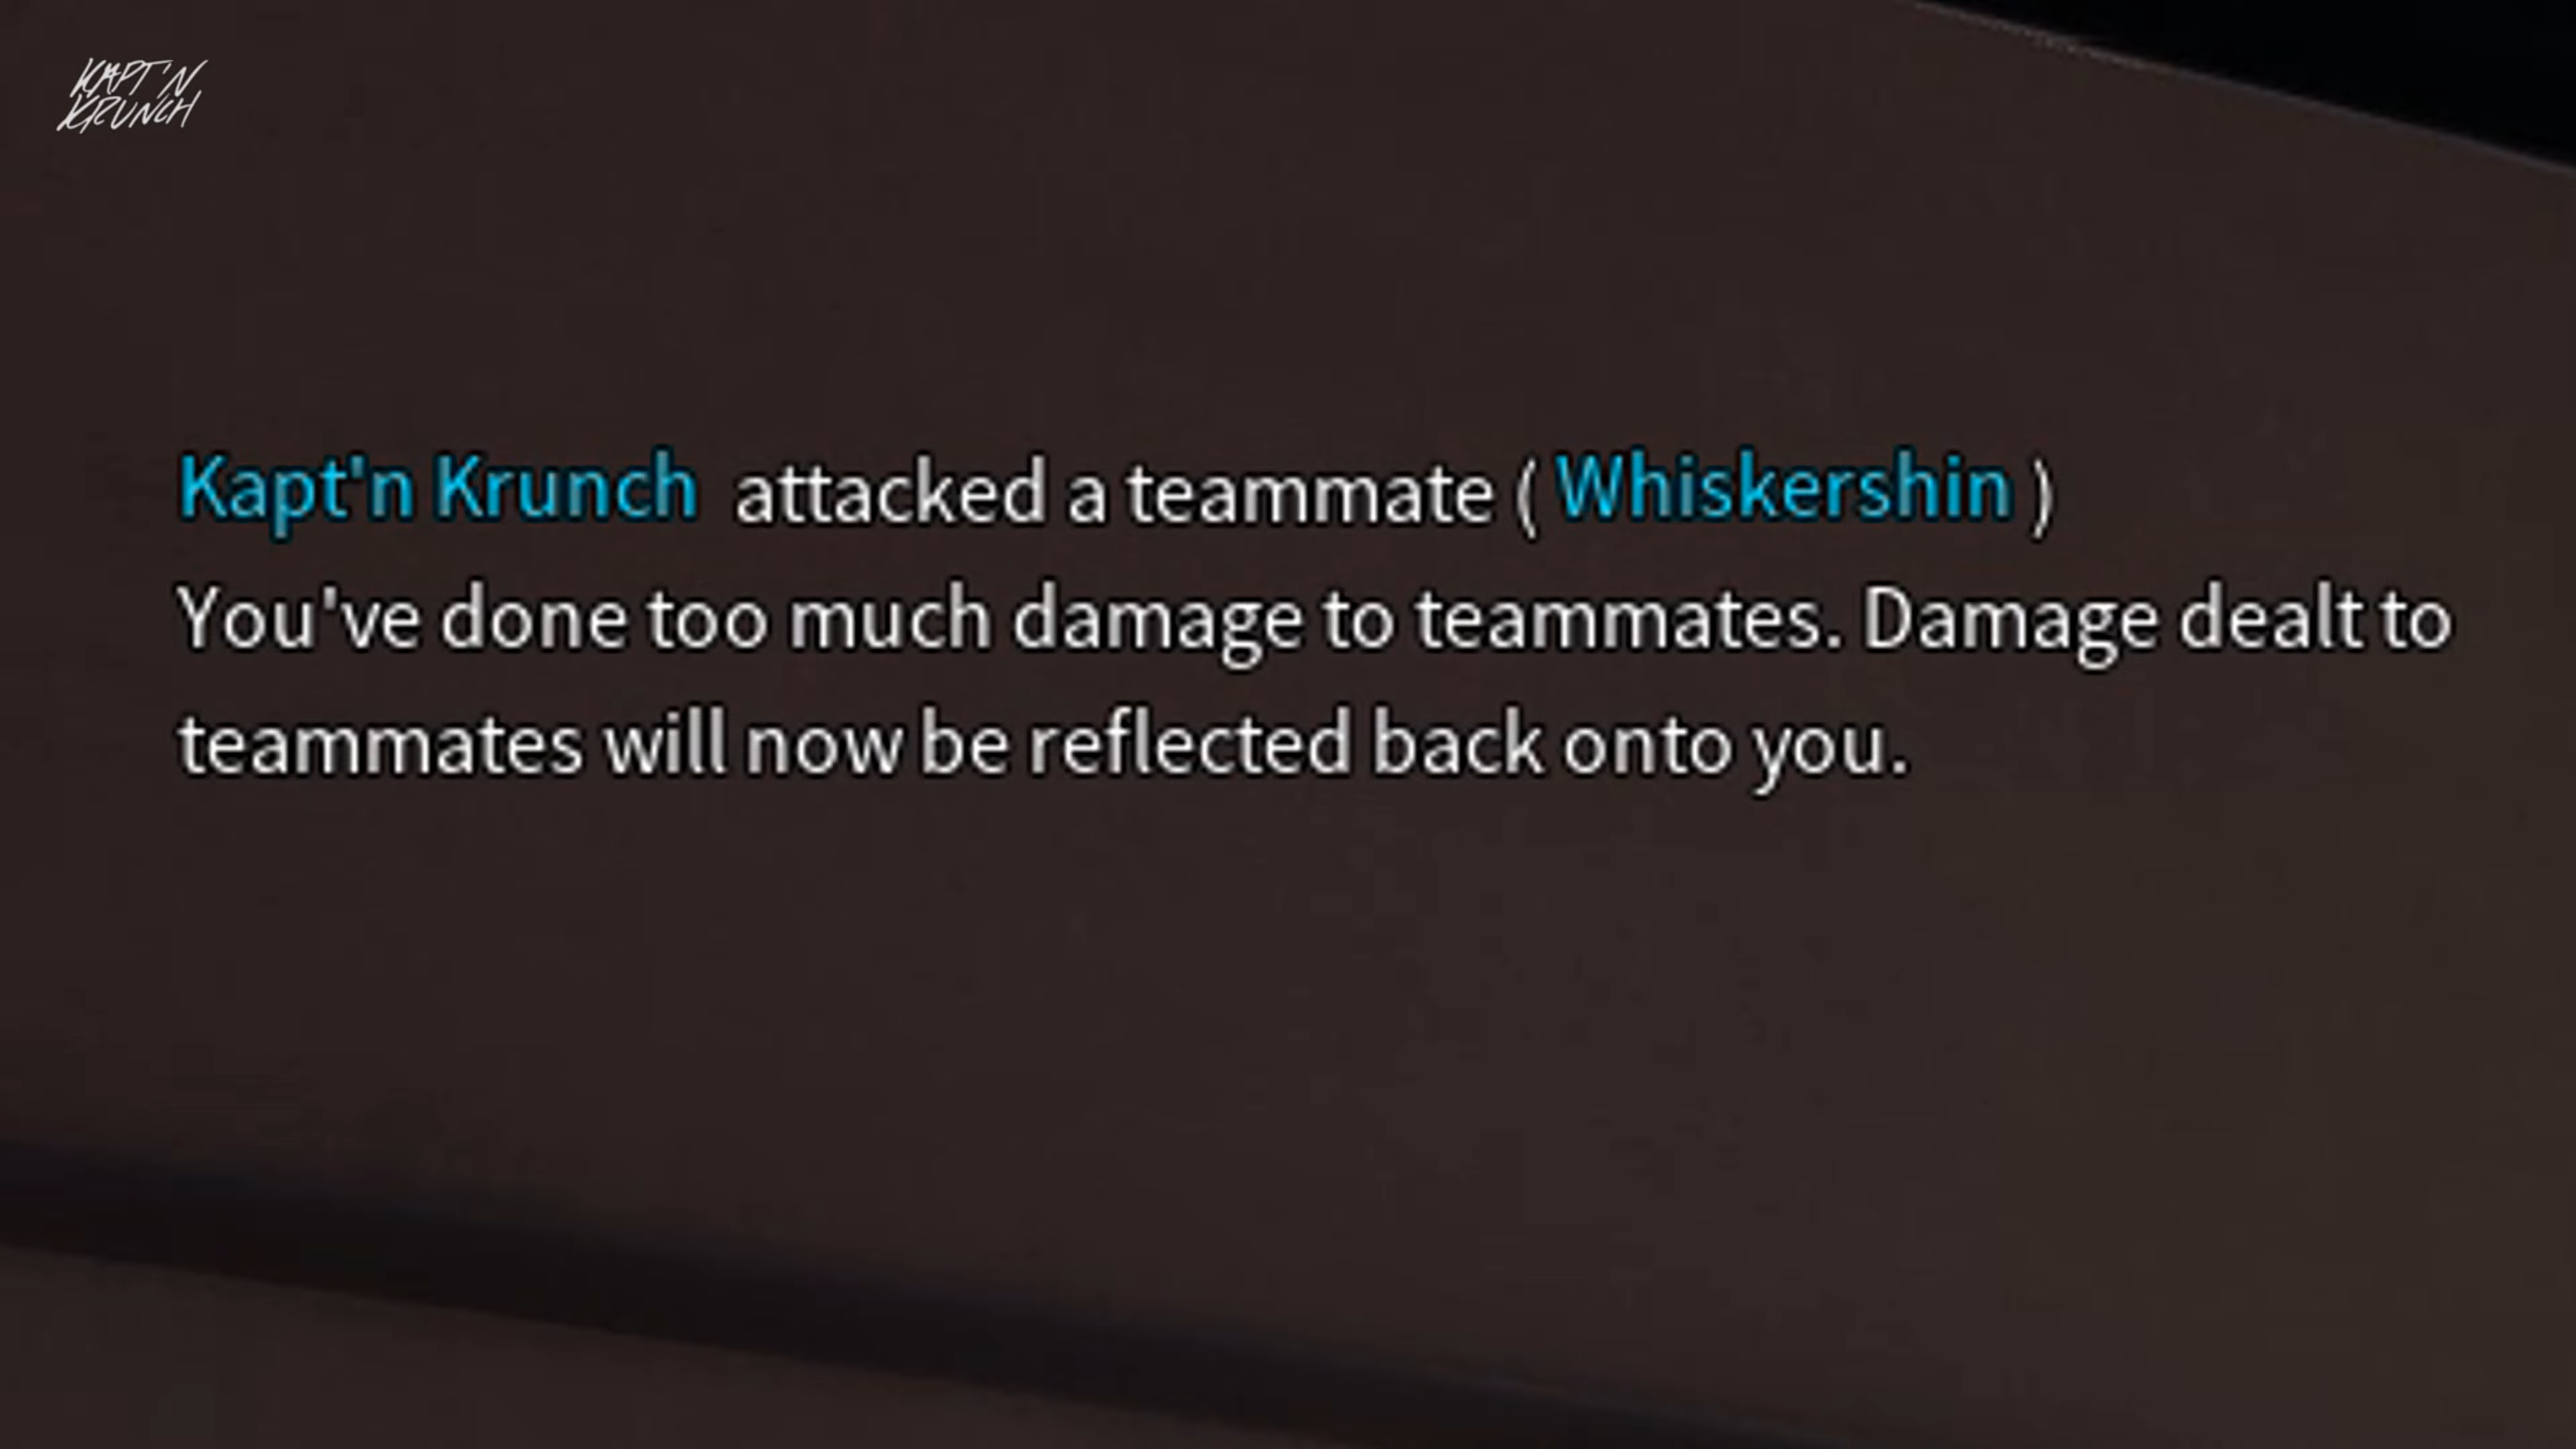 KAPT'N
KRUNCH
Kapt'n Krunch attacked a teammate ( Whiskershin )
You've done too much damage to teammates. Damage dealt to
teammates will now be reflected back onto you.